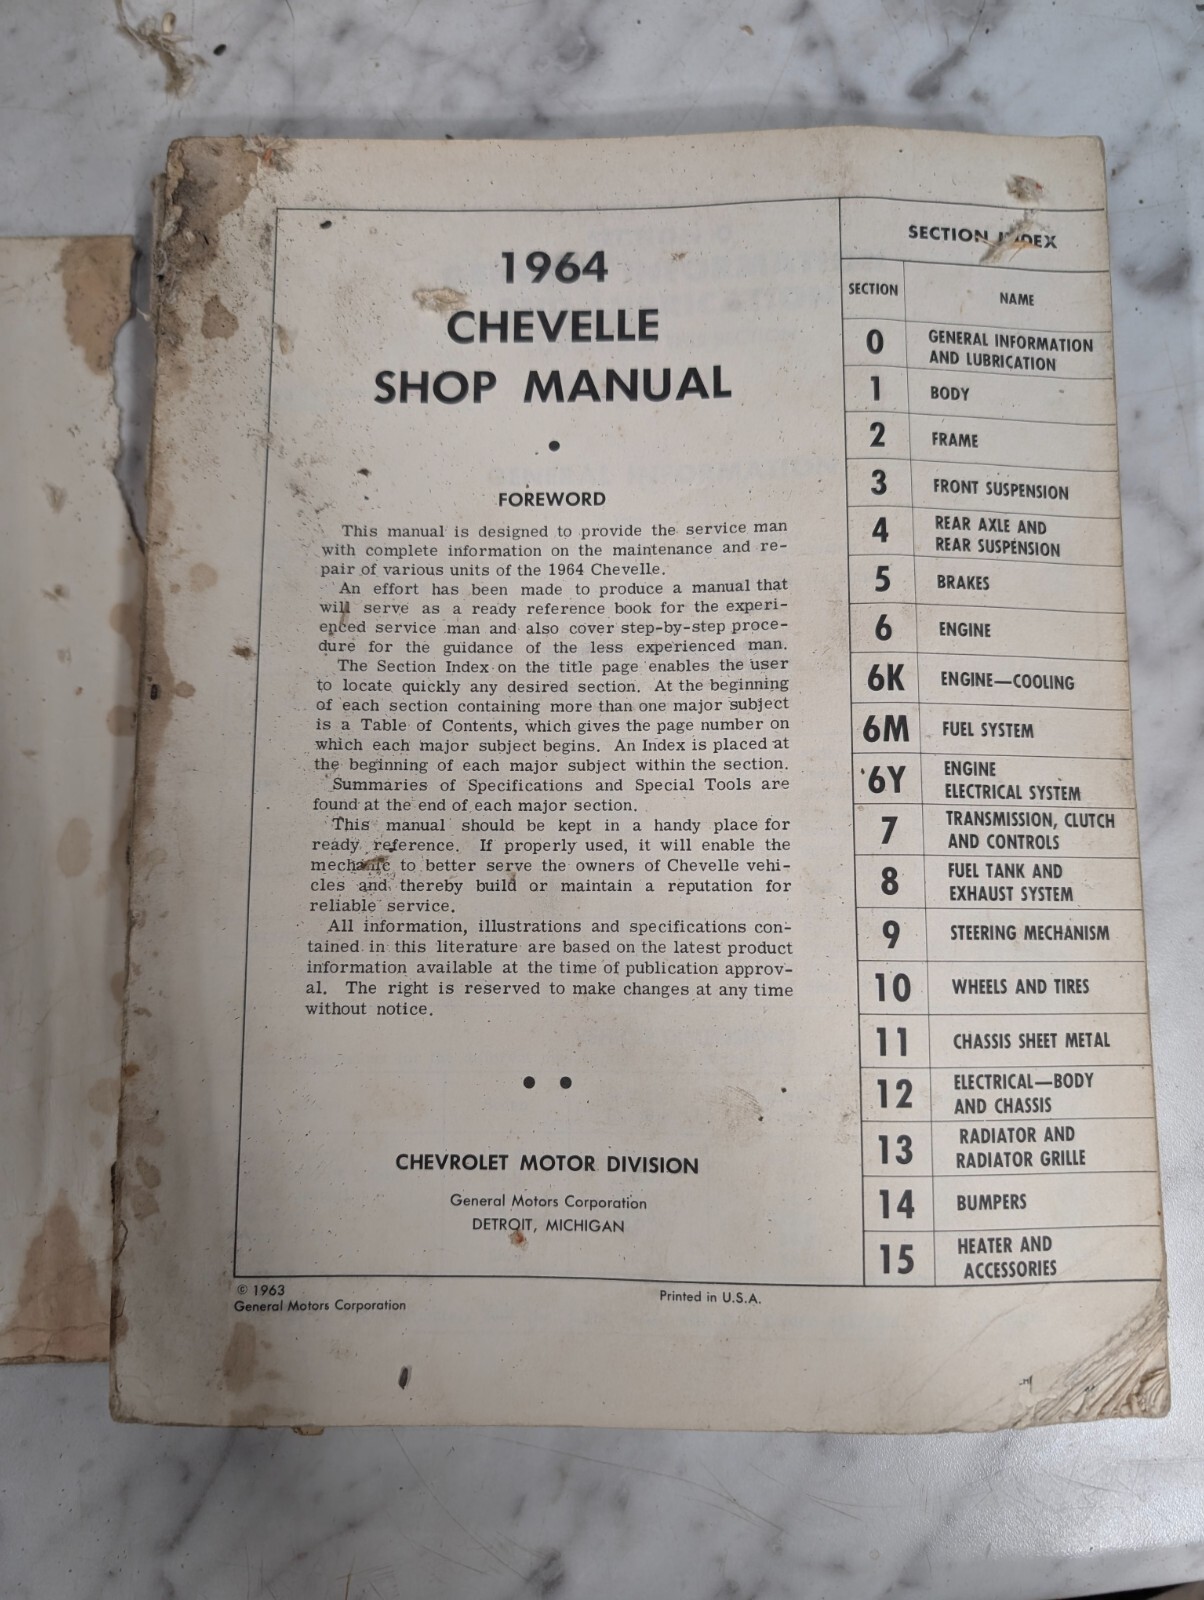 1964
CHEVELLE
SHOP MANUAL
•
FOREWORD
This manual is designed to provide the service man
with complete information on the maintenance and re-
pair of various units of the 1964 Chevelle.
An effort has been made to produce a manual that
will serve as a ready reference book for the experi-
enced service man and also cover step-by-step proce-
dure for the guidance of the less experienced man.
The Section Index on the title page enables the user
to locate quickly any desired section. At the beginning
of each section containing more than one major subject
is a Table of Contents, which gives the page number on
which each major subject begins. An Index is placed at
the beginning of each major subject within the section.
Summaries of Specifications and Special Tools are
found at the end of each major section.
This manual should be kept in a handy place for
ready reference. If properly used, it will enable the
mechanic to better serve the owners of Chevelle vehi-
cles and thereby build or maintain a reputation for
reliable service.
All information, illustrations and specifications con-
tained in this literature are based on the latest product
information available at the time of publication approv-
al. The right is reserved to make changes at any time
without notice.
• •
CHEVROLET MOTOR DIVISION
General Motors Corporation
DETROIT, MICHIGAN
© 1963
General Motors Corporation
Printed in U.S.A.
SECTION INDEX
SECTION NAME
0 GENERAL INFORMATION
AND LUBRICATION
1 BODY
2 FRAME
3 FRONT SUSPENSION
4 REAR AXLE AND
REAR SUSPENSION
5 BRAKES
6 ENGINE
6K ENGINE—COOLING
6M FUEL SYSTEM
6Y ENGINE
ELECTRICAL SYSTEM
7 TRANSMISSION, CLUTCH
AND CONTROLS
8 FUEL TANK AND
EXHAUST SYSTEM
9 STEERING MECHANISM
10 WHEELS AND TIRES
11 CHASSIS SHEET METAL
12 ELECTRICAL—BODY
AND CHASSIS
13 RADIATOR AND
RADIATOR GRILLE
14 BUMPERS
15 HEATER AND
ACCESSORIES